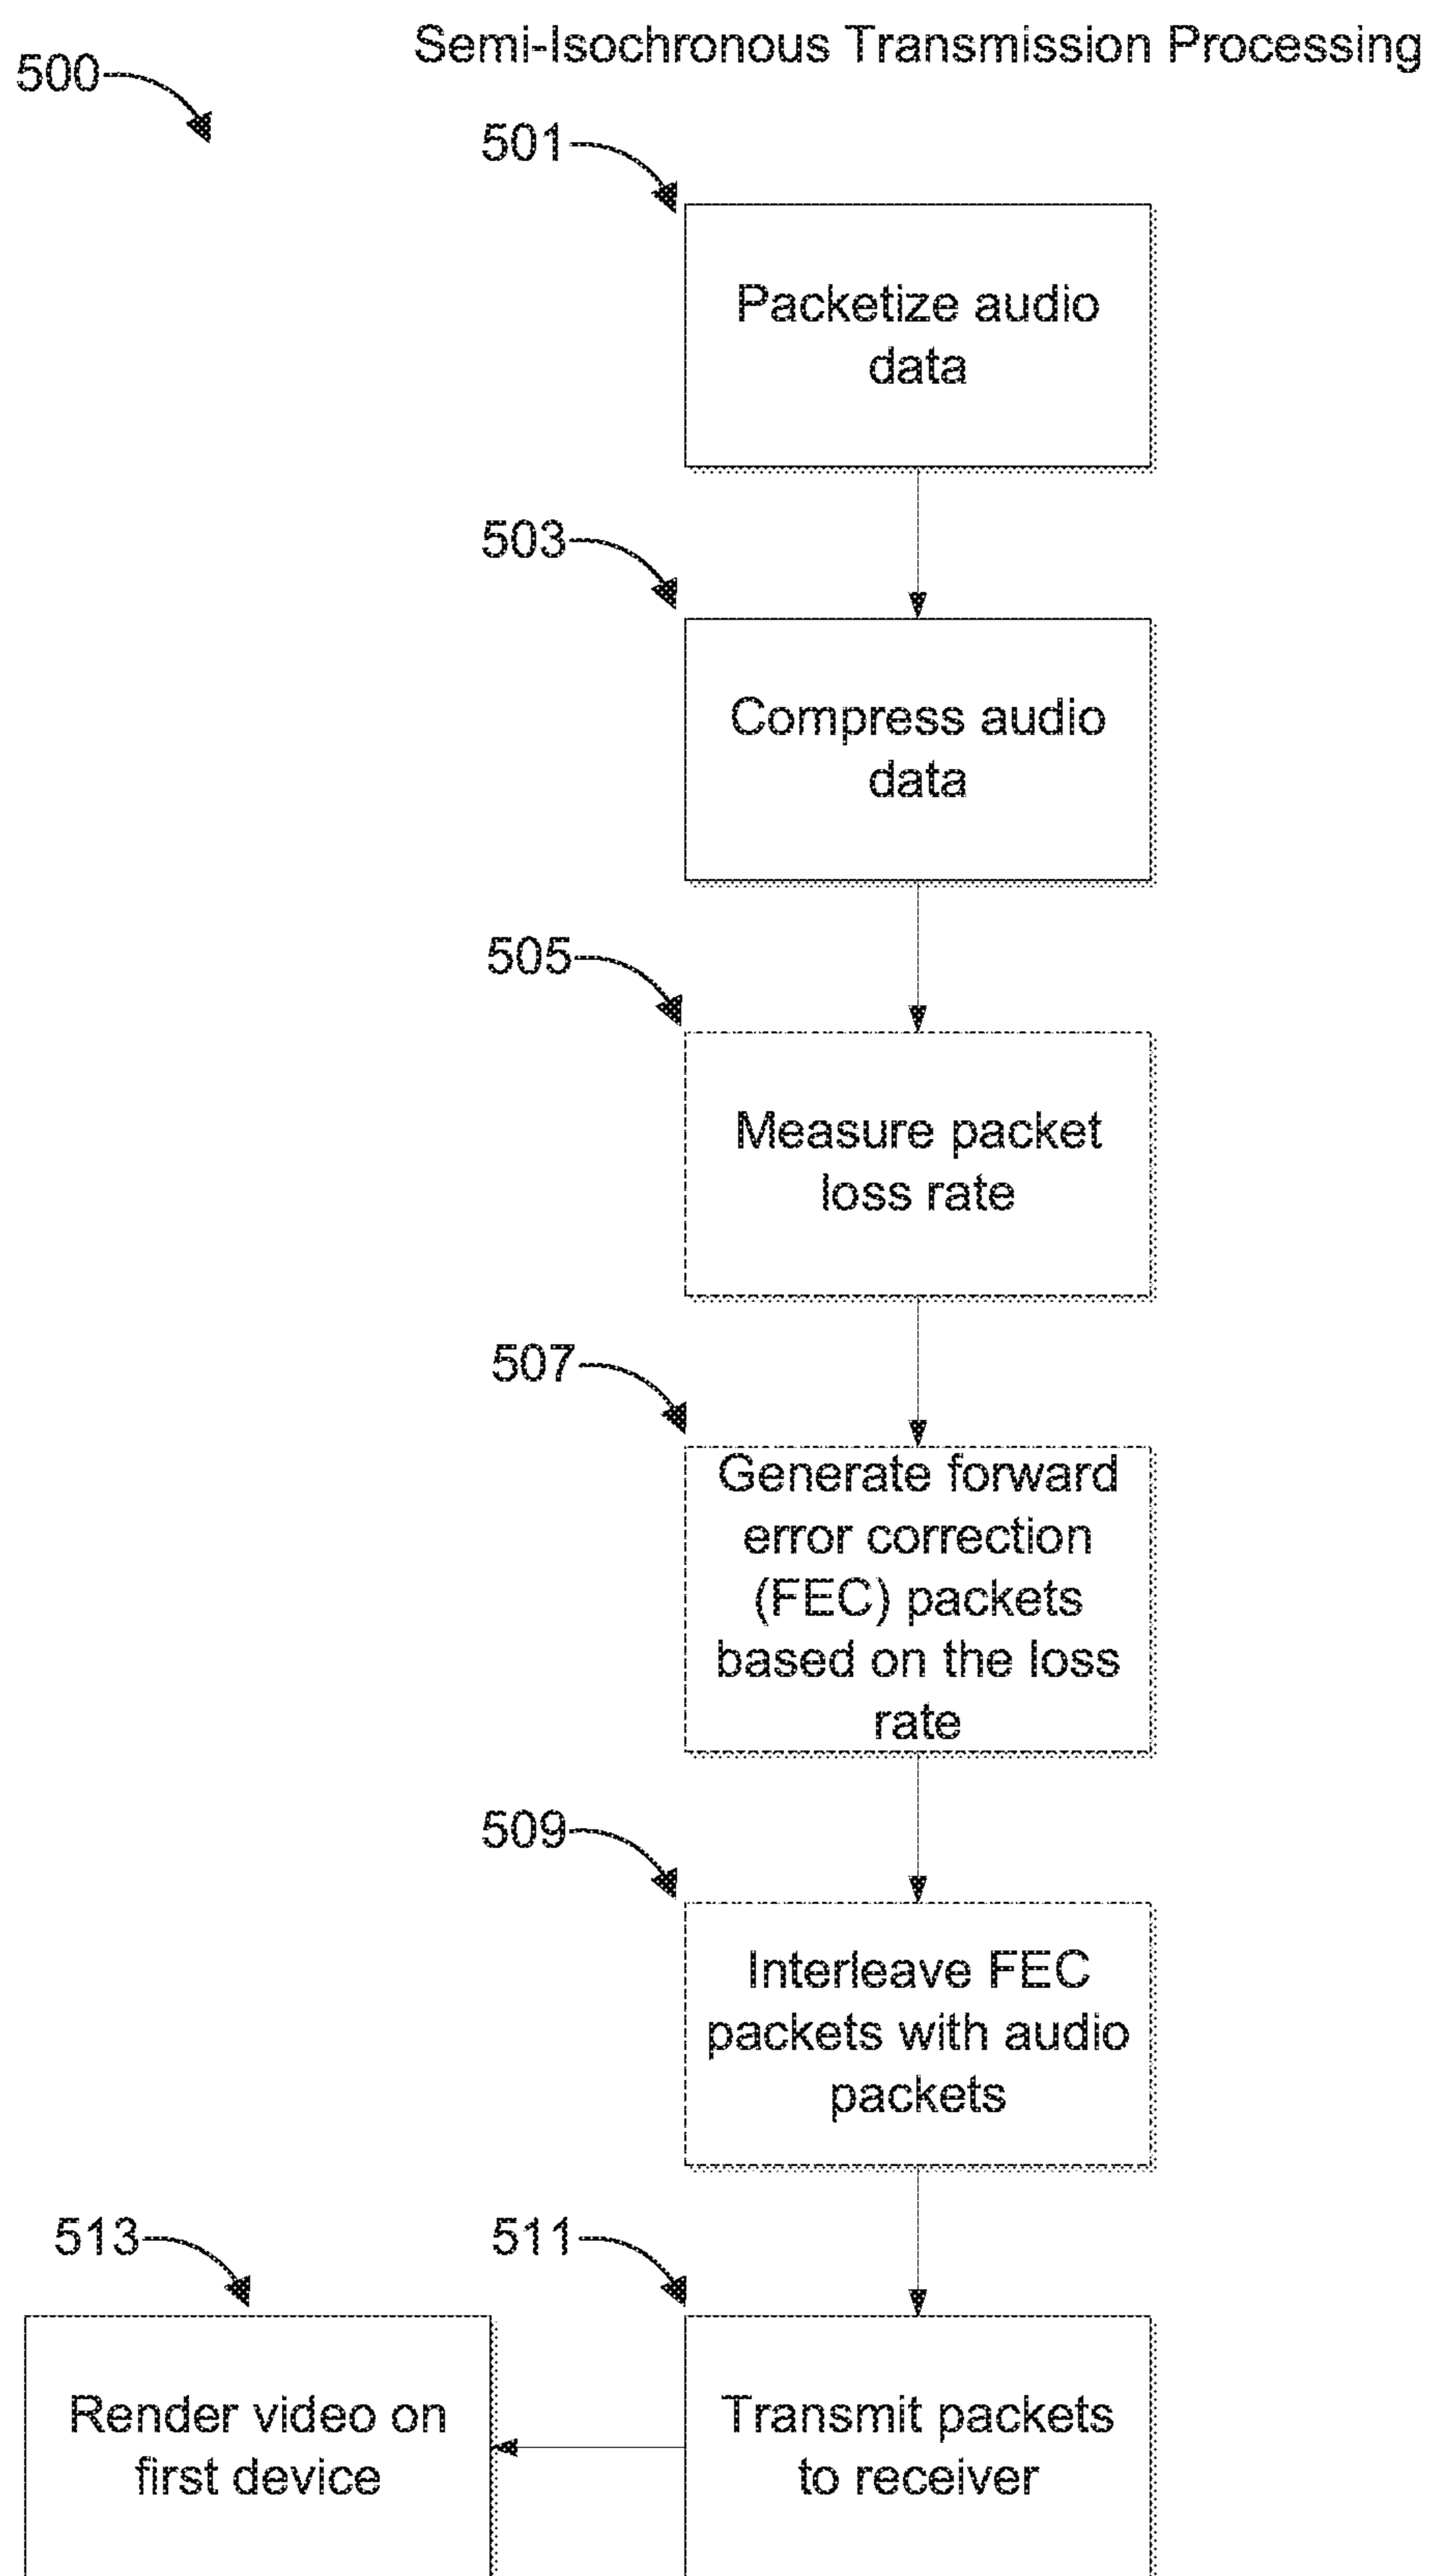 Semi-Isochronous Transmission Processing
500
501
Packetize audio
data
503
Compress audio
data
505
Measure packet
loss rate
507
Generate forward
error correction
(FEC) packets
based on the loss
rate
509
Interleave FEC
packets with audio
packets
513
511
Render video on
first device
Transmit packets
to receiver